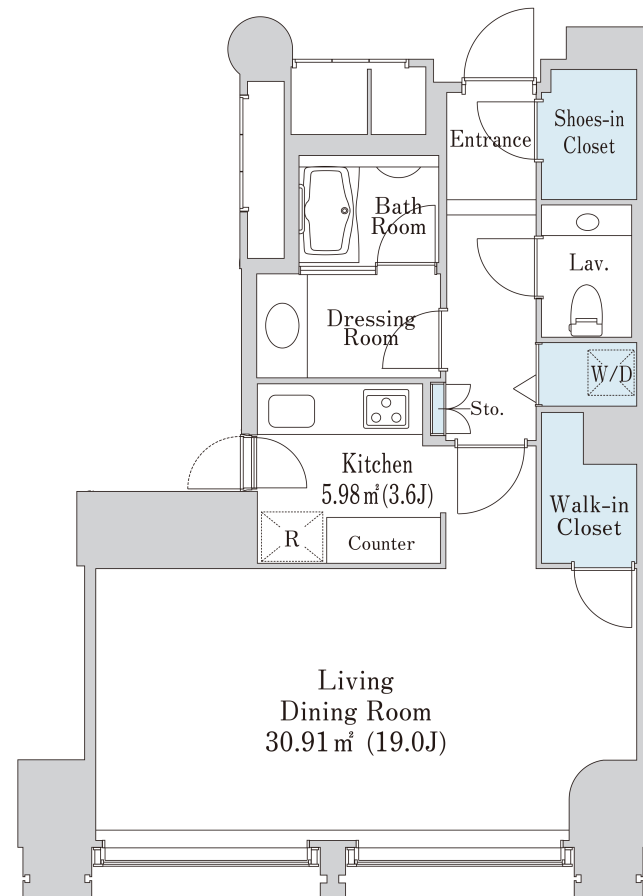 Entrance
Shoes-in
Closet
Bath
Room
Lav.
Dressing
Room
W/D
Sto.
Kitchen
5.98㎡(3.6J)
Walk-in
Closet
R
Counter
Living
Dining Room
30.91㎡ (19.0J)